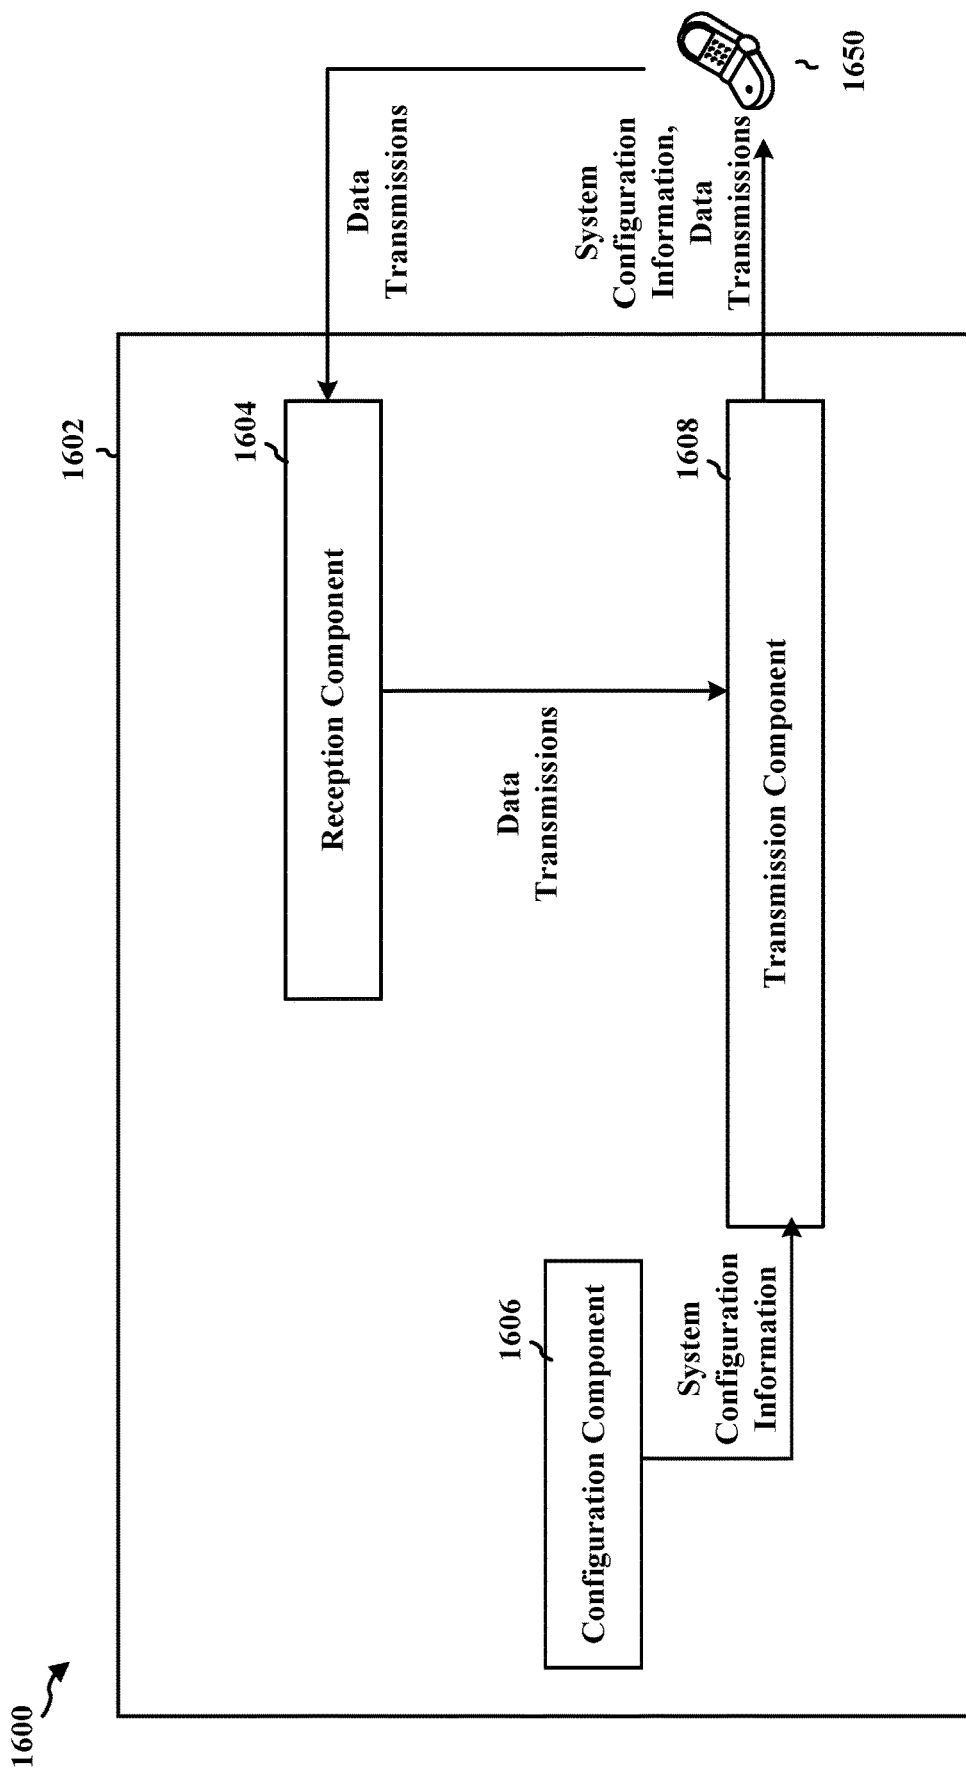 1600
1602
1604
Reception Component
Data
Transmissions
Data
Transmissions
1606
Configuration Component
System
Configuration
Information
1608
Transmission Component
System
Configuration
Information,
Data
Transmissions
1650